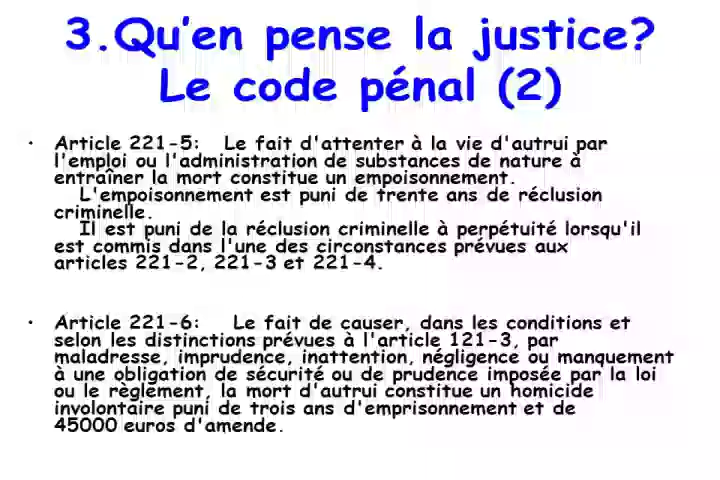 3.Qu'en pense la justice?
Le code pénal (2)
• Article 221-5: Le fait d'attenter à la vie d'autrui par
l'emploi ou l'administration de substances de nature à
entraîner la mort constitue un empoisonnement.
L'empoisonnement est puni de trente ans de réclusion
criminelle.
Il est puni de la réclusion criminelle à perpétuité lorsqu'il
est commis dans l'une des circonstances prévues aux
articles 221-2, 221-3 et 221-4.
• Article 221-6: Le fait de causer, dans les conditions et
selon les distinctions prévues à l'article 121-3, par
maladresse, imprudence, inattention, négligence ou manquement
à une obligation de sécurité ou de prudence imposée par la loi
ou le règlement, la mort d'autrui constitue un homicide
involontaire puni de trois ans d'emprisonnement et de
45000 euros d'amende.